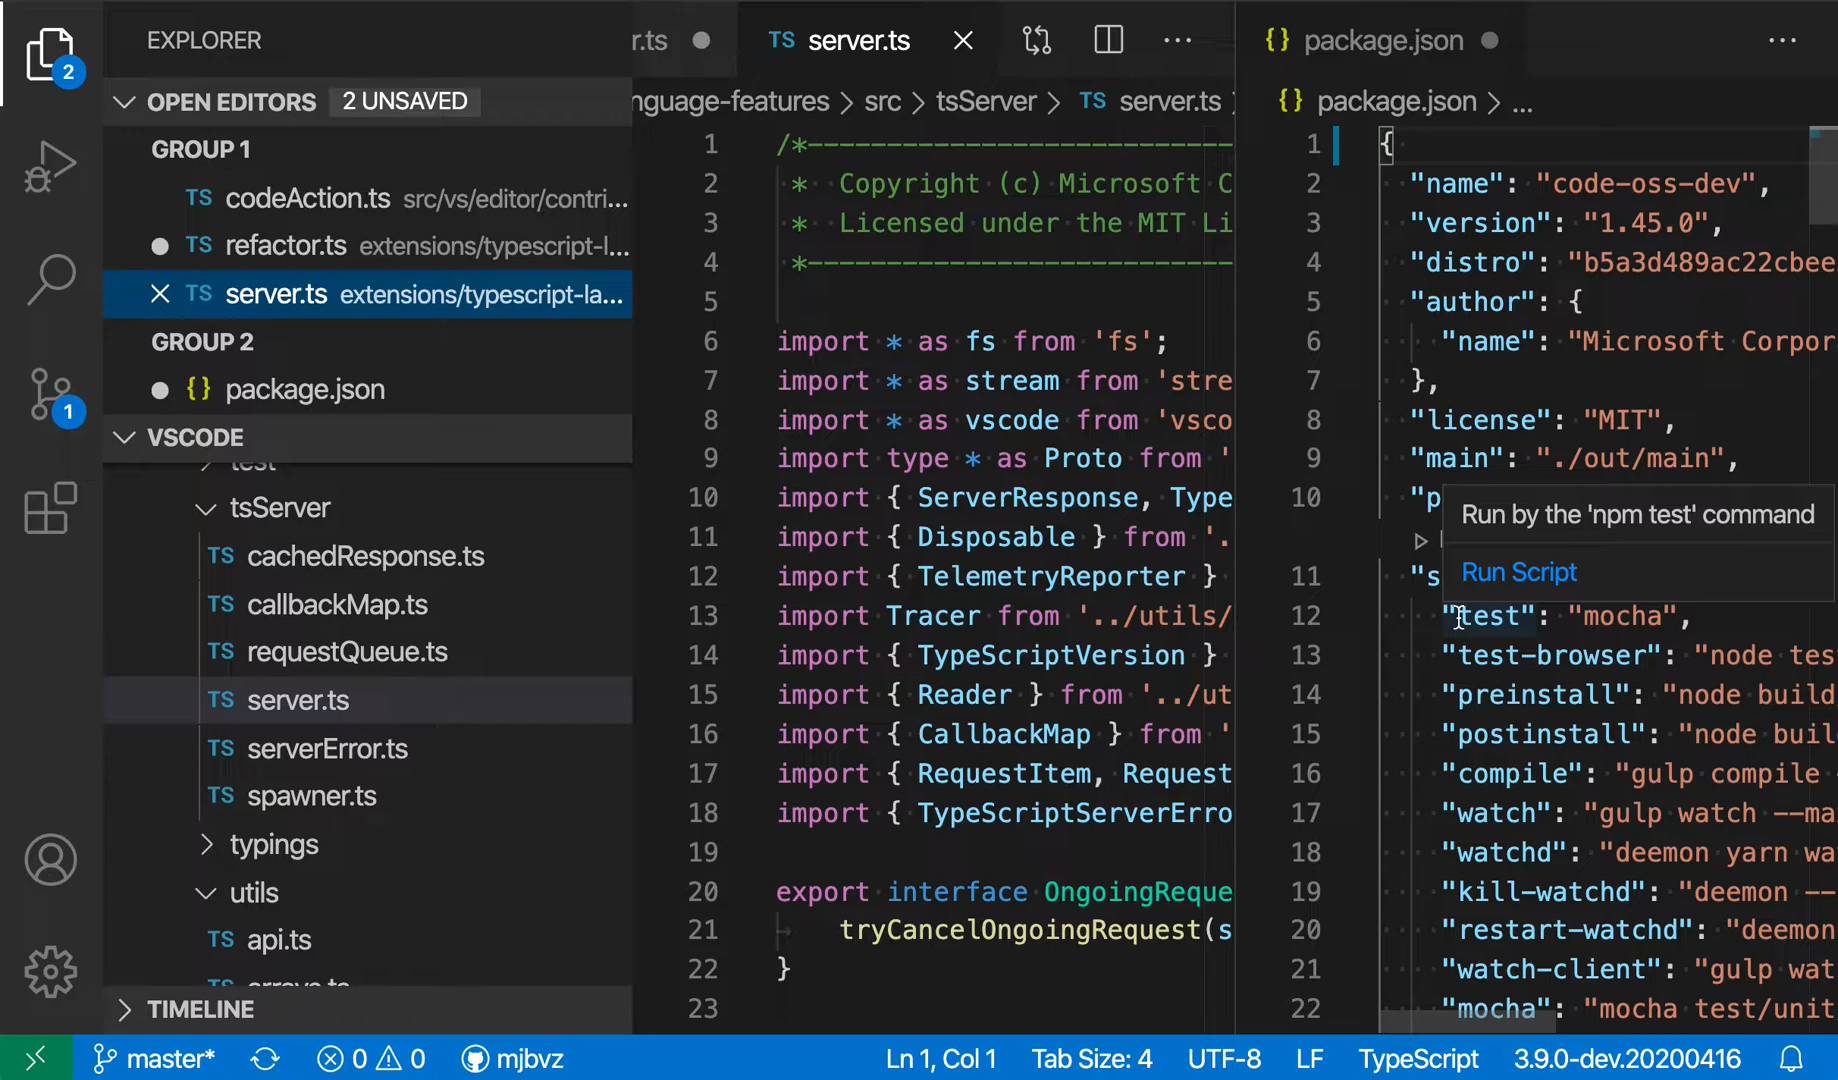 EXPLORER
OPEN EDITORS 2 UNSAVED
GROUP 1
TS codeAction.ts src/vs/editor/contri...
TS refactor.ts extensions/typescript-l...
TS server.ts extensions/typescript-la...
GROUP 2
{} package.json
VSCODE
test
tsServer
TS cachedResponse.ts
TS callbackMap.ts
TS requestQueue.ts
TS server.ts
TS serverError.ts
TS spawner.ts
typings
utils
TS api.ts
TIMELINE
2
1
r.ts
TS server.ts
nguage-features > src > tsServer > TS server.ts
1 /*---------------------------
2 * Copyright (c) Microsoft C
3 * Licensed under the MIT Li
4 *---------------------------
5
6 import * as fs from 'fs';
7 import * as stream from 'stre
8 import * as vscode from 'vsco
9 import type * as Proto from '
10 import { ServerResponse, Type
11 import { Disposable } from '.
12 import { TelemetryReporter }
13 import Tracer from '../utils/
14 import { TypeScriptVersion }
15 import { Reader } from '../ut
16 import { CallbackMap } from '
17 import { RequestItem, Request
18 import { TypeScriptServerErro
19
20 export interface OngoingReque
21 tryCancelOngoingRequest(s
22 }
23
{} package.json
{} package.json > ...
1 {
2 "name": "code-oss-dev",
3 "version": "1.45.0",
4 "distro": "b5a3d489ac22cbee
5 "author": {
6 "name": "Microsoft Corpor
7 },
8 "license": "MIT",
9 "main": "./out/main",
10 "p
Run by the 'npm test' command
Run Script
11 "s
12 "test": "mocha",
13 "test-browser": "node tes
14 "preinstall": "node build
15 "postinstall": "node buil
16 "compile": "gulp compile
17 "watch": "gulp watch --ma
18 "watchd": "deemon yarn wa
19 "kill-watchd": "deemon --
20 "restart-watchd": "deemon
21 "watch-client": "gulp wat
22 "mocha": "mocha test/unit
master* 0 0 mjbvz Ln 1, Col 1 Tab Size: 4 UTF-8 LF TypeScript 3.9.0-dev.20200416